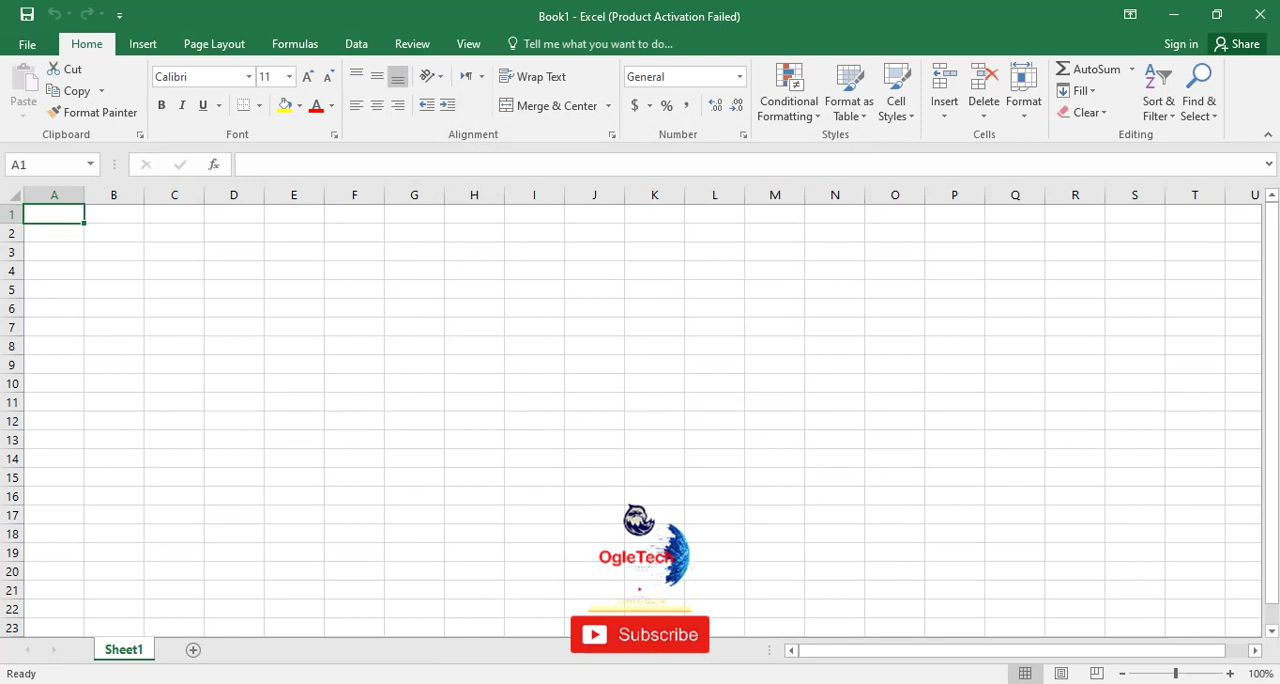 Book1 - Excel (Product Activation Failed)
File Home Insert Page Layout Formulas Data Review View Tell me what you want to do... Sign in Share
Paste
Cut
Copy
Format Painter
Clipboard
Calibri 11
B I U A
Font
Wrap Text
Merge & Center
Alignment
General
$ % ,
Number
Conditional Formatting
Format as Table
Cell Styles
Styles
Insert Delete Format
Cells
AutoSum
Fill
Clear
Sort & Filter
Find & Select
Editing
A1 fx
A B C D E F G H I J K L M N O P Q R S T U
1
2
3
4
5
6
7
8
9
10
11
12
13
14
15
16
17
18
19
20
21
22
23
OgleTech
Subscribe
Sheet1
Ready 100%